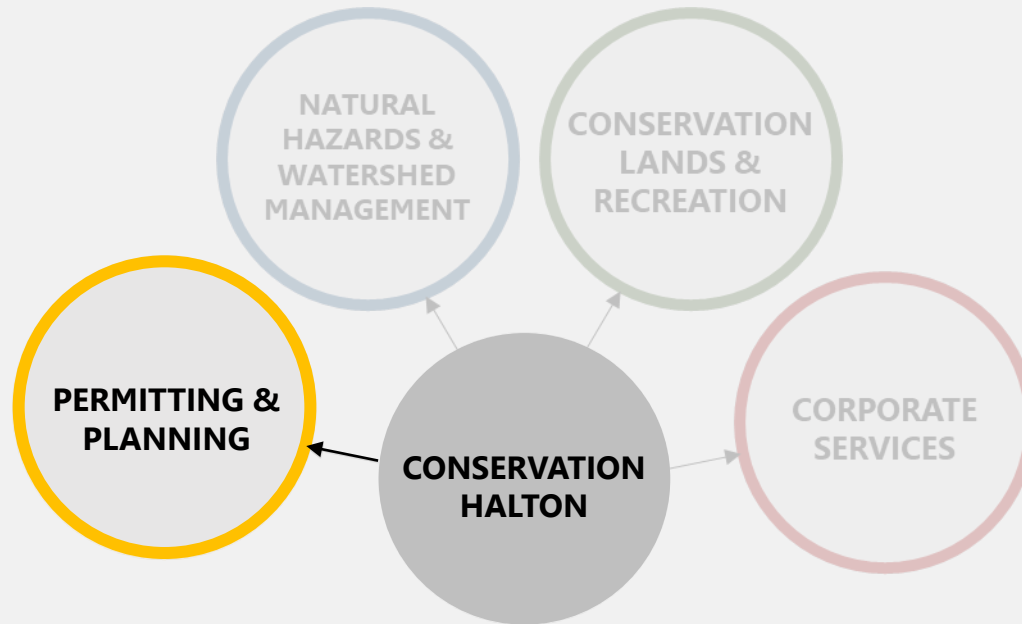 NATURAL
HAZARDS &
WATERSHED
MANAGEMENT
CONSERVATION
LANDS &
RECREATION
PERMITTING &
PLANNING
CONSERVATION
HALTON
CORPORATE
SERVICES